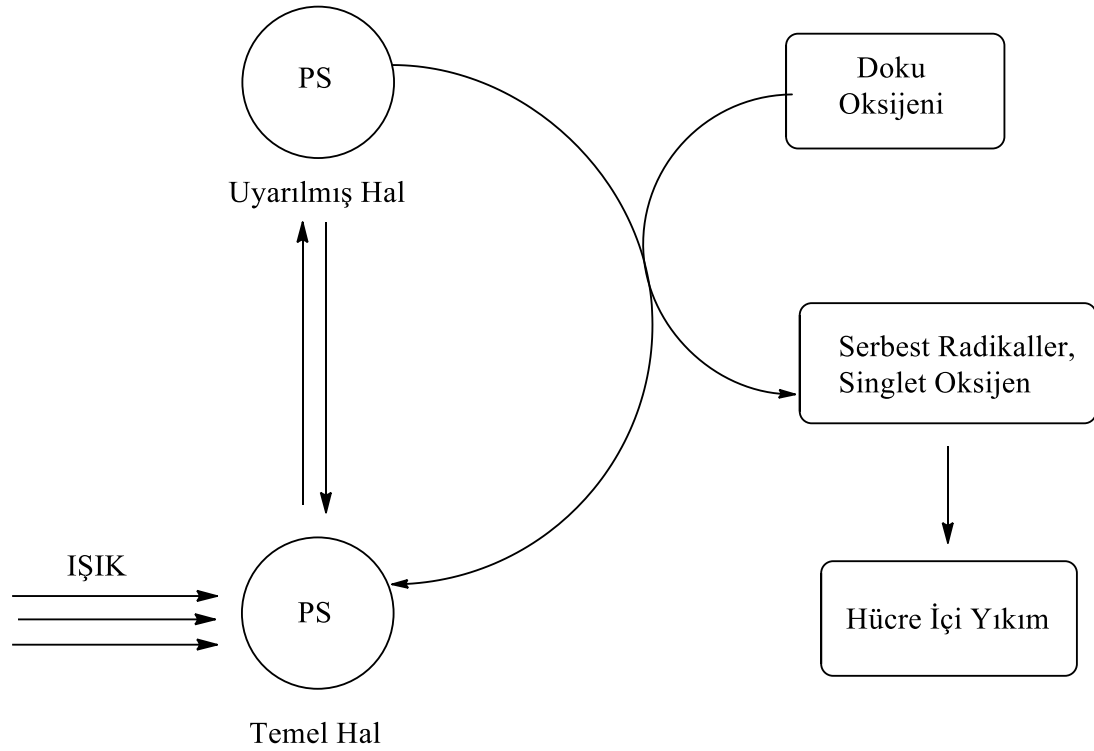 PS
Uyarılmış Hal
Doku
Oksijeni
Serbest Radikaller,
Singlet Oksijen
IŞIK
PS
Temel Hal
Hücre İçi Yıkım